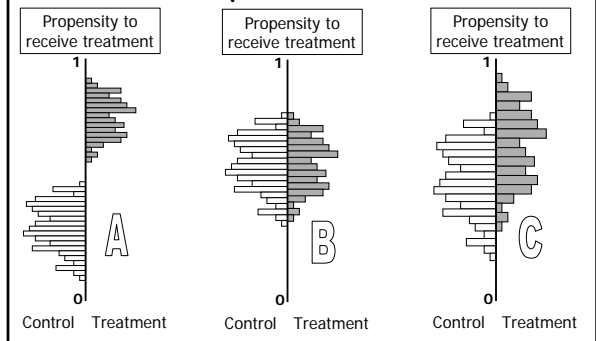 Propensity to
receive treatment
1
A
0
Control Treatment
Propensity to
receive treatment
1
B
0
Control Treatment
Propensity to
receive treatment
1
C
0
Control Treatment